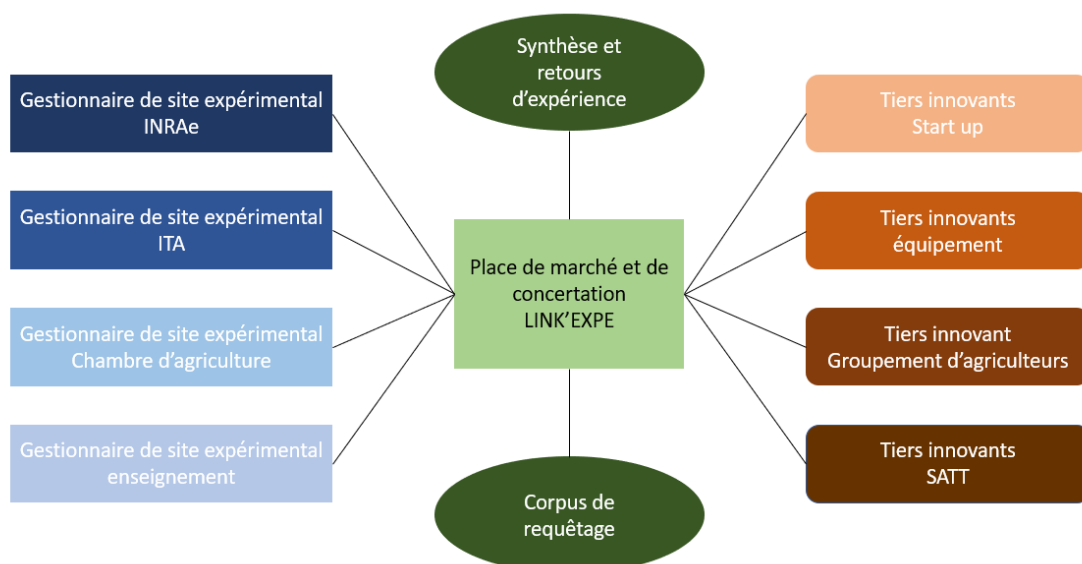 Synthèse et
retours
d’expérience
Gestionnaire de site expérimental
INRAe
Gestionnaire de site expérimental
ITA
Gestionnaire de site expérimental
Chambre d’agriculture
Gestionnaire de site expérimental
enseignement
Place de marché et de
concertation
LINK’EXPE
Tiers innovants
Start up
Tiers innovants
équipement
Tiers innovant
Groupement d’agriculteurs
Tiers innovants
SATT
Corpus de
requêtage